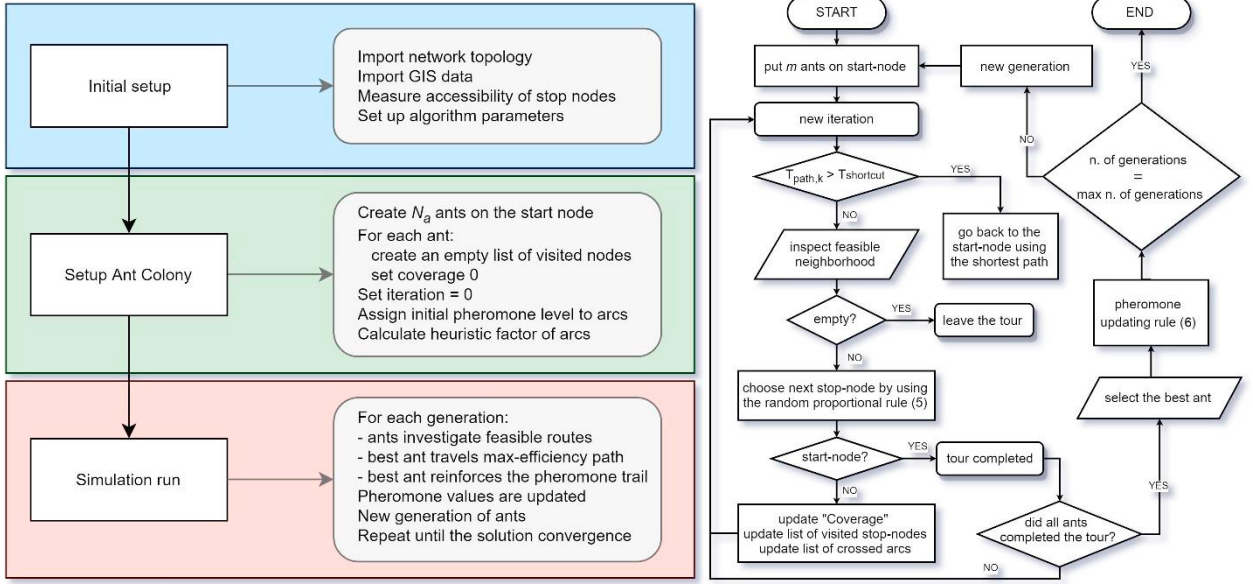 Initial setup
Import network topology
Import GIS data
Measure accessibility of stop nodes
Set up algorithm parameters
Setup Ant Colony
Create Na ants on the start node
For each ant:
create an empty list of visited nodes
set coverage 0
Set iteration = 0
Assign initial pheromone level to arcs
Calculate heuristic factor of arcs
Simulation run
For each generation:
- ants investigate feasible routes
- best ant travels max-efficiency path
- best ant reinforces the pheromone trail
Pheromone values are updated
New generation of ants
Repeat until the solution convergence
START
put m ants on start-node
new iteration
Tpath,k > Tshortcut
YES
NO
go back to the
start-node using
the shortest path
inspect feasible
neighborhood
empty?
YES
leave the tour
NO
choose next stop-node by using
the random proportional rule (5)
start-node?
YES
tour completed
NO
update "Coverage"
update list of visited stop-nodes
update list of crossed arcs
did all ants
completed the tour?
NO
YES
select the best ant
pheromone
updating rule (6)
n. of generations
=
max n. of generations
NO
new generation
YES
END